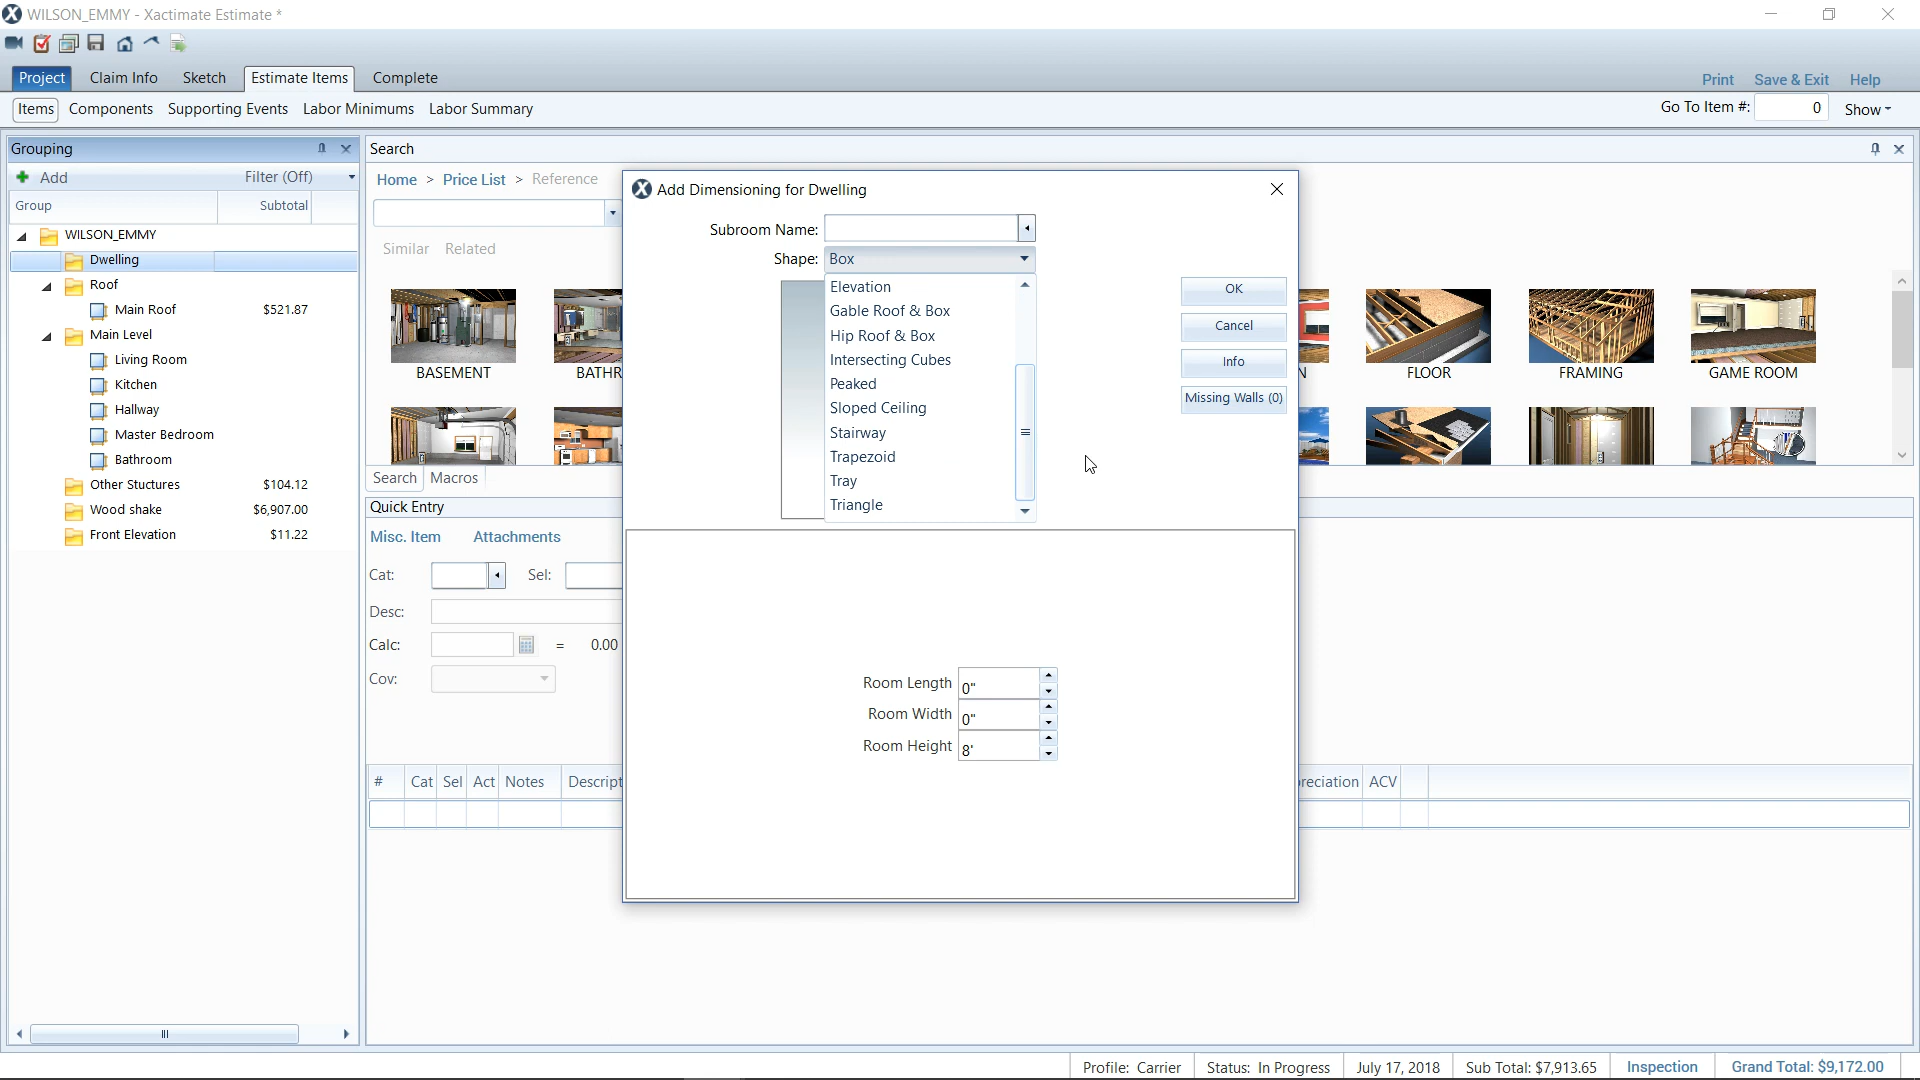 WILSON_EMMY - Xactimate Estimate *
Project Claim Info Sketch Estimate Items Complete
Print Save & Exit Help
Items Components Supporting Events Labor Minimums Labor Summary
Go To Item #: 0 Show
Grouping
Add Filter (Off)
Group Subtotal
WILSON_EMMY
Dwelling
Roof
Main Roof $521.87
Main Level
Living Room
Kitchen
Hallway
Master Bedroom
Bathroom
Other Stuctures $104.12
Wood shake $6,907.00
Front Elevation $11.22
Search
Home > Price List > Reference
Similar Related
BASEMENT BATHR N FLOOR FRAMING GAME ROOM
Search Macros
Quick Entry
Misc. Item Attachments
Cat: Sel:
Desc:
Calc: = 0.00
Cov:
# Cat Sel Act Notes Descript reciation ACV
Add Dimensioning for Dwelling
Subroom Name:
Shape: Box
Elevation
Gable Roof & Box
Hip Roof & Box
Intersecting Cubes
Peaked
Sloped Ceiling
Stairway
Trapezoid
Tray
Triangle
OK
Cancel
Info
Missing Walls (0)
Room Length 0"
Room Width 0"
Room Height 8'
Profile: Carrier Status: In Progress July 17, 2018 Sub Total: $7,913.65 Inspection Grand Total: $9,172.00